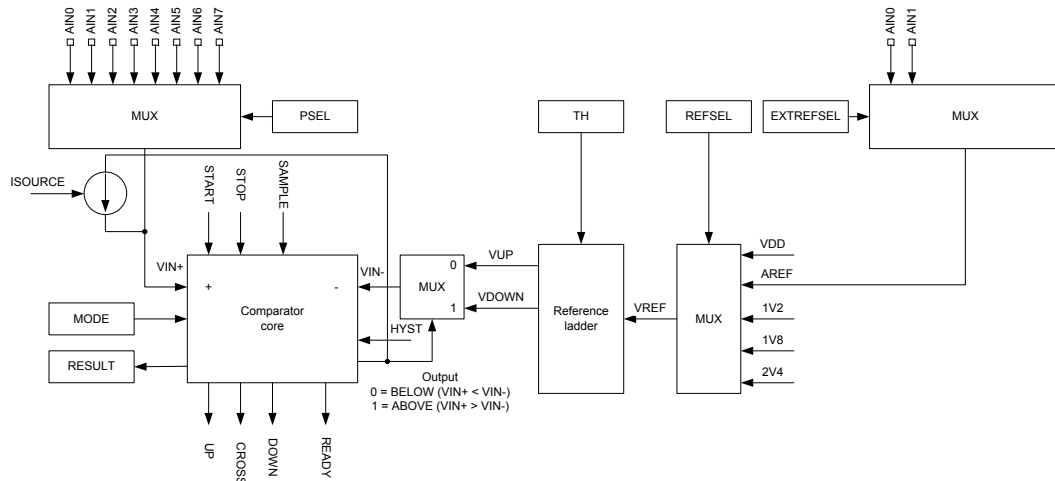 AIN0
AIN1
AIN2
AIN3
AIN4
AIN5
AIN6
AIN7
AIN0
AIN1
MUX
PSEL
TH
REFSEL
EXTREFSEL
MUX
ISOURCE
START
STOP
SAMPLE
VIN+
+
Comparator
core
VIN-
-
MUX
0
1
VUP
VDOWN
HYST
Reference
ladder
VREF
MUX
VDD
AREF
1V2
1V8
2V4
MODE
RESULT
Output
0 = BELOW (VIN+ < VIN-)
1 = ABOVE (VIN+ > VIN-)
UP
CROSS
DOWN
READY